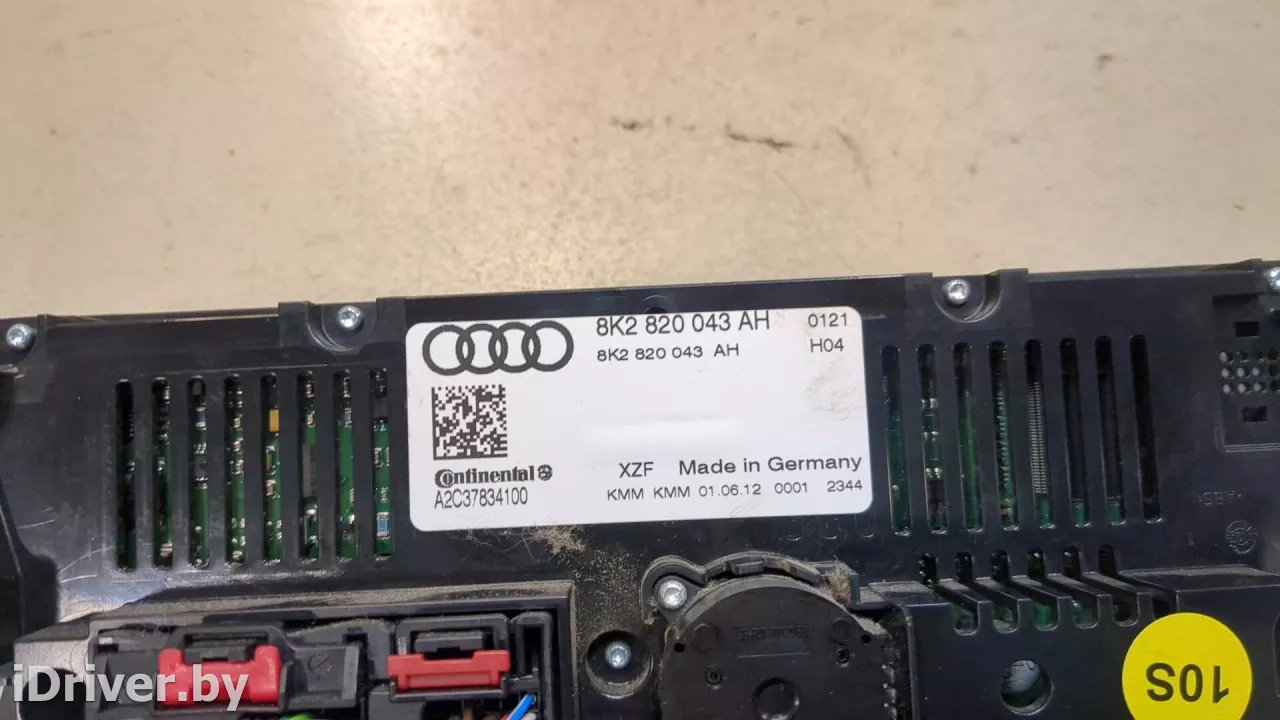 8K2 820 043 AH 0121
8K2 820 043 AH H04
Continental
A2C37834100
XZF Made in Germany
KMM KMM 01.06.12 0001 2344
10S
iDriver.by